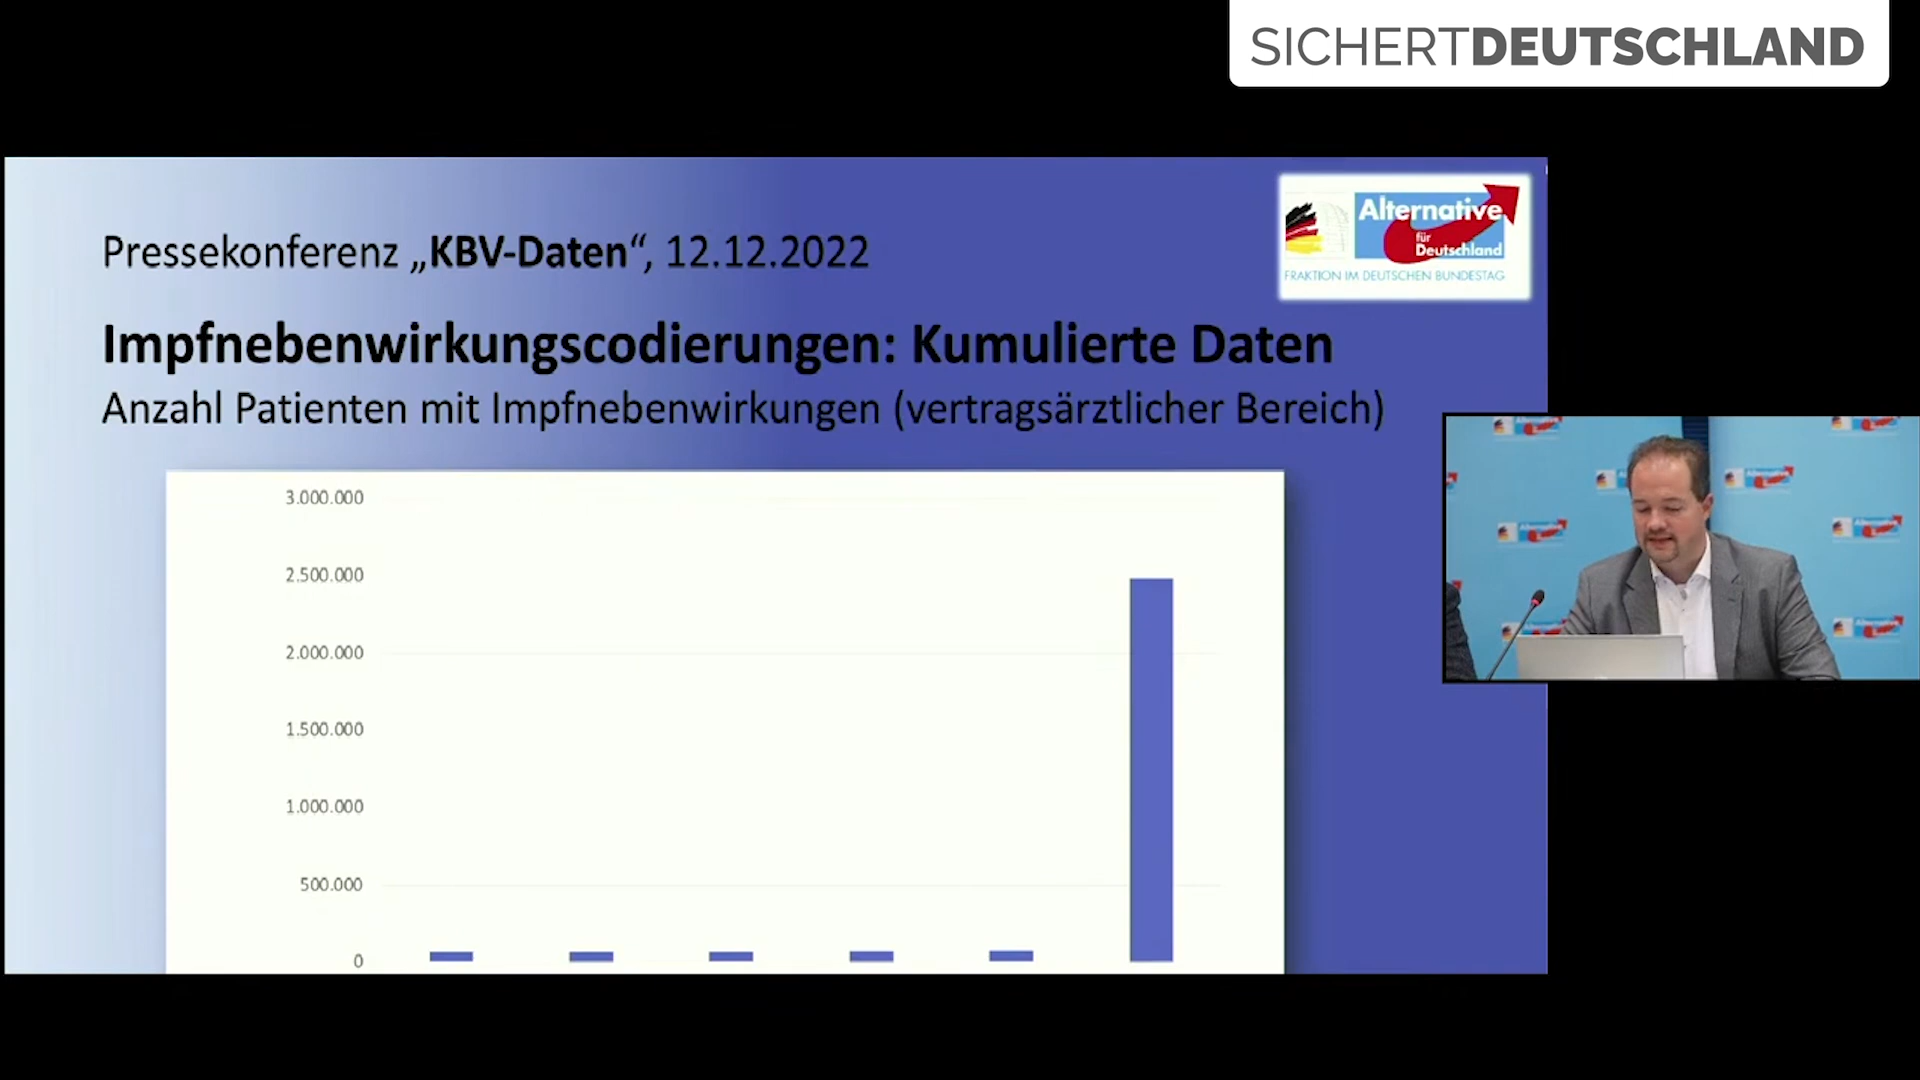 SICHERTDEUTSCHLAND
Pressekonferenz „KBV-Daten“, 12.12.2022
Alternative
für
Deutschland
FRAKTION IM DEUTSCHEN BUNDESTAG
Impfnebenwirkungscodierungen: Kumulierte Daten
Anzahl Patienten mit Impfnebenwirkungen (vertragsärztlicher Bereich)
3.000.000
2.500.000
2.000.000
1.500.000
1.000.000
500.000
0